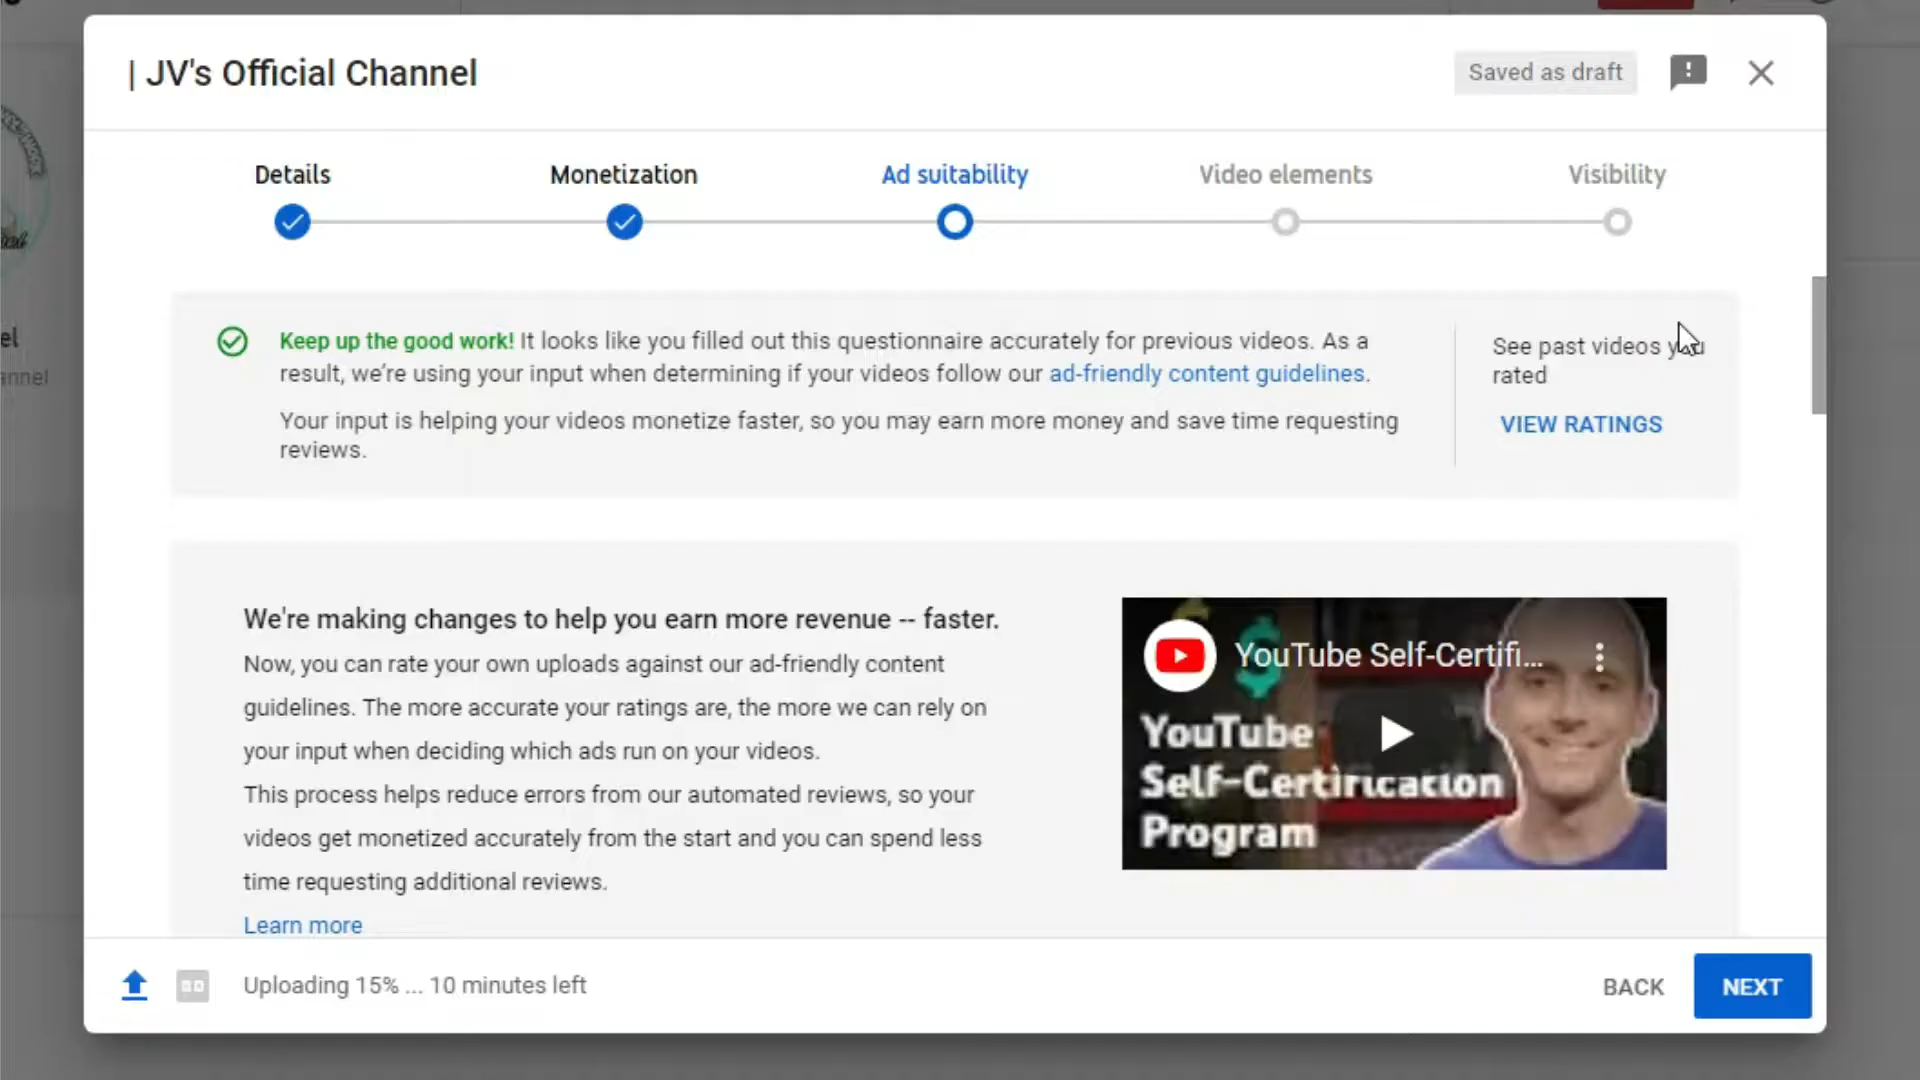 | JV's Official Channel
Saved as draft
Details
Monetization
Ad suitability
Video elements
Visibility
Keep up the good work! It looks like you filled out this questionnaire accurately for previous videos. As a
result, we're using your input when determining if your videos follow our ad-friendly content guidelines.
Your input is helping your videos monetize faster, so you may earn more money and save time requesting
reviews.
See past videos you
rated
VIEW RATINGS
We're making changes to help you earn more revenue -- faster.
Now, you can rate your own uploads against our ad-friendly content
guidelines. The more accurate your ratings are, the more we can rely on
your input when deciding which ads run on your videos.
This process helps reduce errors from our automated reviews, so your
videos get monetized accurately from the start and you can spend less
time requesting additional reviews.
Learn more
YouTube Self-Certifi...
YouTube
Self-Certification
Program
Uploading 15% ... 10 minutes left
BACK
NEXT